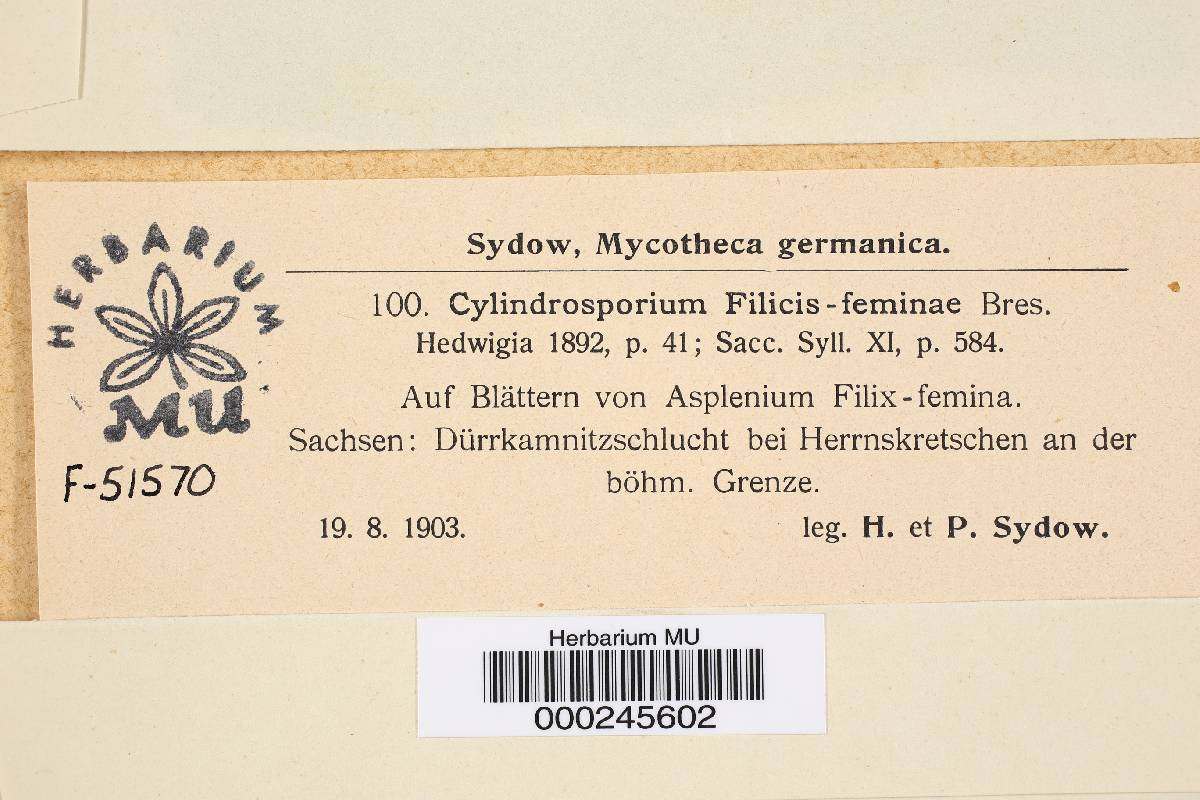 HERBARIUM
MU
F-51570
Sydow, Mycotheca germanica.
100. Cylindrosporium Filicis-feminae Bres.
Hedwigia 1892, p. 41; Sacc. Syll. XI, p. 584.
Auf Blättern von Asplenium Filix-femina.
Sachsen: Dürrkamnitzschlucht bei Herrnskretschen an der
böhm. Grenze.
19. 8. 1903. leg. H. et P. Sydow.
Herbarium MU
000245602